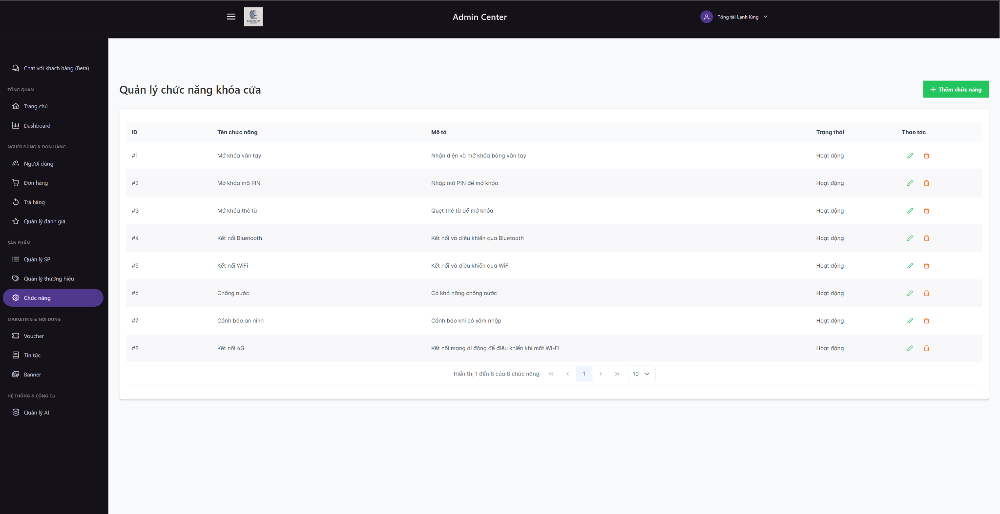 Admin Center
Tổng tài Lạnh lùng
Chat với khách hàng (Beta)
TỔNG QUAN
Trang chủ
Dashboard
NGƯỜI DÙNG & ĐƠN HÀNG
Người dùng
Đơn hàng
Trả hàng
Quản lý đánh giá
SẢN PHẨM
Quản lý SP
Quản lý thương hiệu
Chức năng
MARKETING & NỘI DUNG
Voucher
Tin tức
Banner
HỆ THỐNG & CÔNG CỤ
Quản lý AI
Quản lý chức năng khóa cửa
Thêm chức năng
ID Tên chức năng Mô tả Trạng thái Thao tác
#1 Mở khóa vân tay Nhận diện và mở khóa bằng vân tay Hoạt động
#2 Mở khóa mã PIN Nhập mã PIN để mở khóa Hoạt động
#3 Mở khóa thẻ từ Quẹt thẻ từ để mở khóa Hoạt động
#4 Kết nối Bluetooth Kết nối và điều khiển qua Bluetooth Hoạt động
#5 Kết nối WiFi Kết nối và điều khiển qua WiFi Hoạt động
#6 Chống nước Có khả năng chống nước Hoạt động
#7 Cảnh báo an ninh Cảnh báo khi có xâm nhập Hoạt động
#8 Kết nối 4G Kết nối mạng di động để điều khiển khi mất Wi-Fi Hoạt động
Hiển thị 1 đến 8 của 8 chức năng 1 10